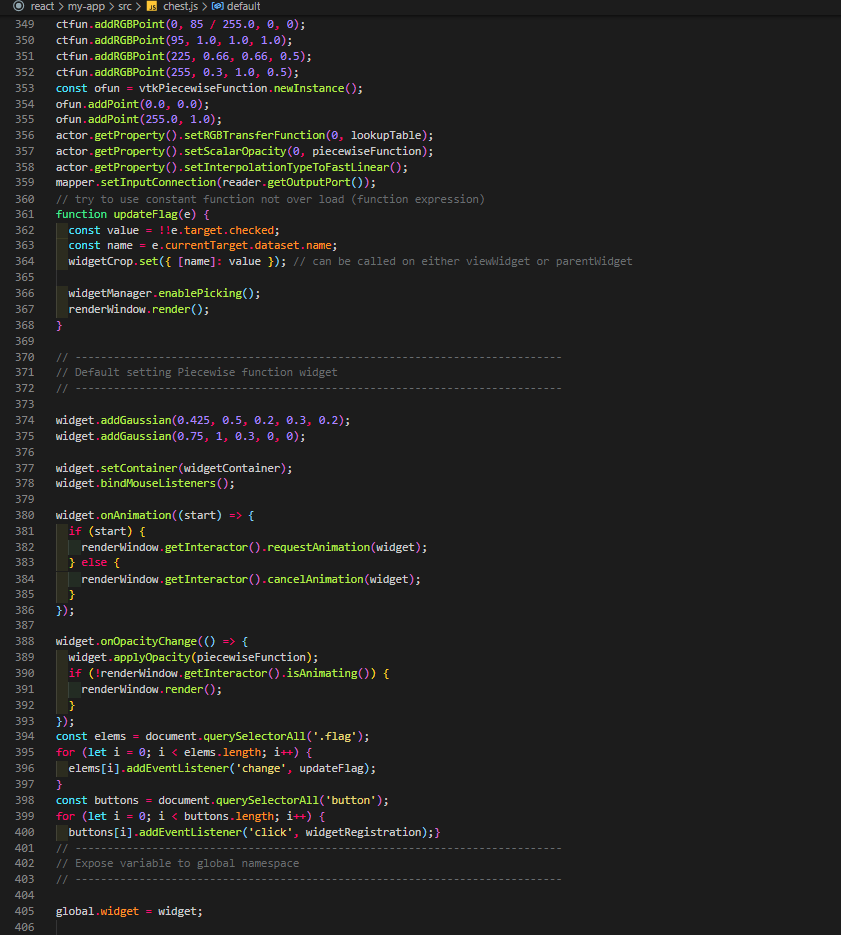 react > my-app > src > JS chest.js > default
349 ctfun.addRGBPoint(0, 85 / 255.0, 0, 0);
350 ctfun.addRGBPoint(95, 1.0, 1.0, 1.0);
351 ctfun.addRGBPoint(225, 0.66, 0.66, 0.5);
352 ctfun.addRGBPoint(255, 0.3, 1.0, 0.5);
353 const ofun = vtkPiecewiseFunction.newInstance();
354 ofun.addPoint(0.0, 0.0);
355 ofun.addPoint(255.0, 1.0);
356 actor.getProperty().setRGBTransferFunction(0, lookupTable);
357 actor.getProperty().setScalarOpacity(0, piecewiseFunction);
358 actor.getProperty().setInterpolationTypeToFastLinear();
359 mapper.setInputConnection(reader.getOutputPort());
360 // try to use constant function not over load (function expression)
361 function updateFlag(e) {
362 const value = !!e.target.checked;
363 const name = e.currentTarget.dataset.name;
364 widgetCrop.set({ [name]: value }); // can be called on either viewWidget or parentWidget
365
366 widgetManager.enablePicking();
367 renderWindow.render();
368 }
369
370 // ----------------------------------------------------------------------------
371 // Default setting Piecewise function widget
372 // ----------------------------------------------------------------------------
373
374 widget.addGaussian(0.425, 0.5, 0.2, 0.3, 0.2);
375 widget.addGaussian(0.75, 1, 0.3, 0, 0);
376
377 widget.setContainer(widgetContainer);
378 widget.bindMouseListeners();
379
380 widget.onAnimation((start) => {
381 if (start) {
382 renderWindow.getInteractor().requestAnimation(widget);
383 } else {
384 renderWindow.getInteractor().cancelAnimation(widget);
385 }
386 });
387
388 widget.onOpacityChange(() => {
389 widget.applyOpacity(piecewiseFunction);
390 if (!renderWindow.getInteractor().isAnimating()) {
391 renderWindow.render();
392 }
393 });
394 const elems = document.querySelectorAll('.flag');
395 for (let i = 0; i < elems.length; i++) {
396 elems[i].addEventListener('change', updateFlag);
397 }
398 const buttons = document.querySelectorAll('button');
399 for (let i = 0; i < buttons.length; i++) {
400 buttons[i].addEventListener('click', widgetRegistration);}
401 // ----------------------------------------------------------------------------
402 // Expose variable to global namespace
403 // ----------------------------------------------------------------------------
404
405 global.widget = widget;
406